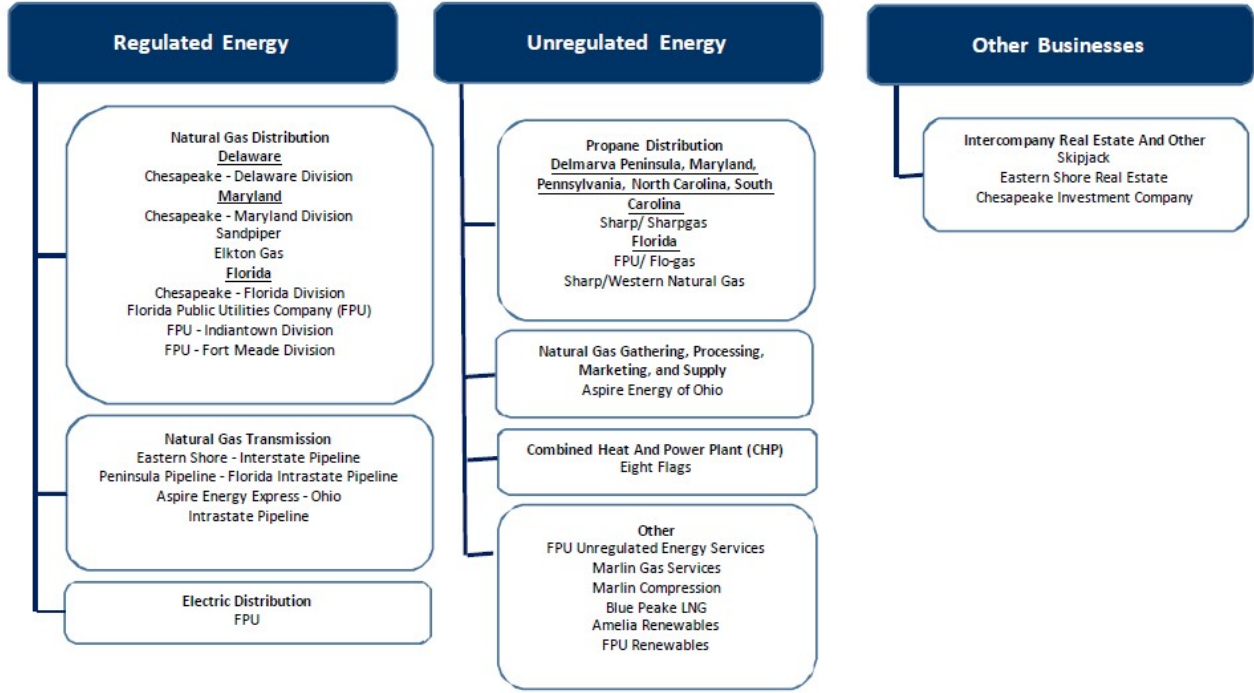 Regulated Energy
Natural Gas Distribution
Delaware
Chesapeake - Delaware Division
Maryland
Chesapeake - Maryland Division
Sandpiper
Elkton Gas
Florida
Chesapeake - Florida Division
Florida Public Utilities Company (FPU)
FPU - Indiantown Division
FPU - Fort Meade Division
Natural Gas Transmission
Eastern Shore - Interstate Pipeline
Peninsula Pipeline - Florida Intrastate Pipeline
Aspire Energy Express - Ohio
Intrastate Pipeline
Electric Distribution
FPU
Unregulated Energy
Propane Distribution
Delmarva Peninsula, Maryland,
Pennsylvania, North Carolina, South
Carolina
Sharp/ Sharpgas
Florida
FPU/ Flo-gas
Sharp/Western Natural Gas
Natural Gas Gathering, Processing,
Marketing, and Supply
Aspire Energy of Ohio
Combined Heat And Power Plant (CHP)
Eight Flags
Other
FPU Unregulated Energy Services
Marlin Gas Services
Marlin Compression
Blue Peake LNG
Amelia Renewables
FPU Renewables
Other Businesses
Intercompany Real Estate And Other
Skipjack
Eastern Shore Real Estate
Chesapeake Investment Company